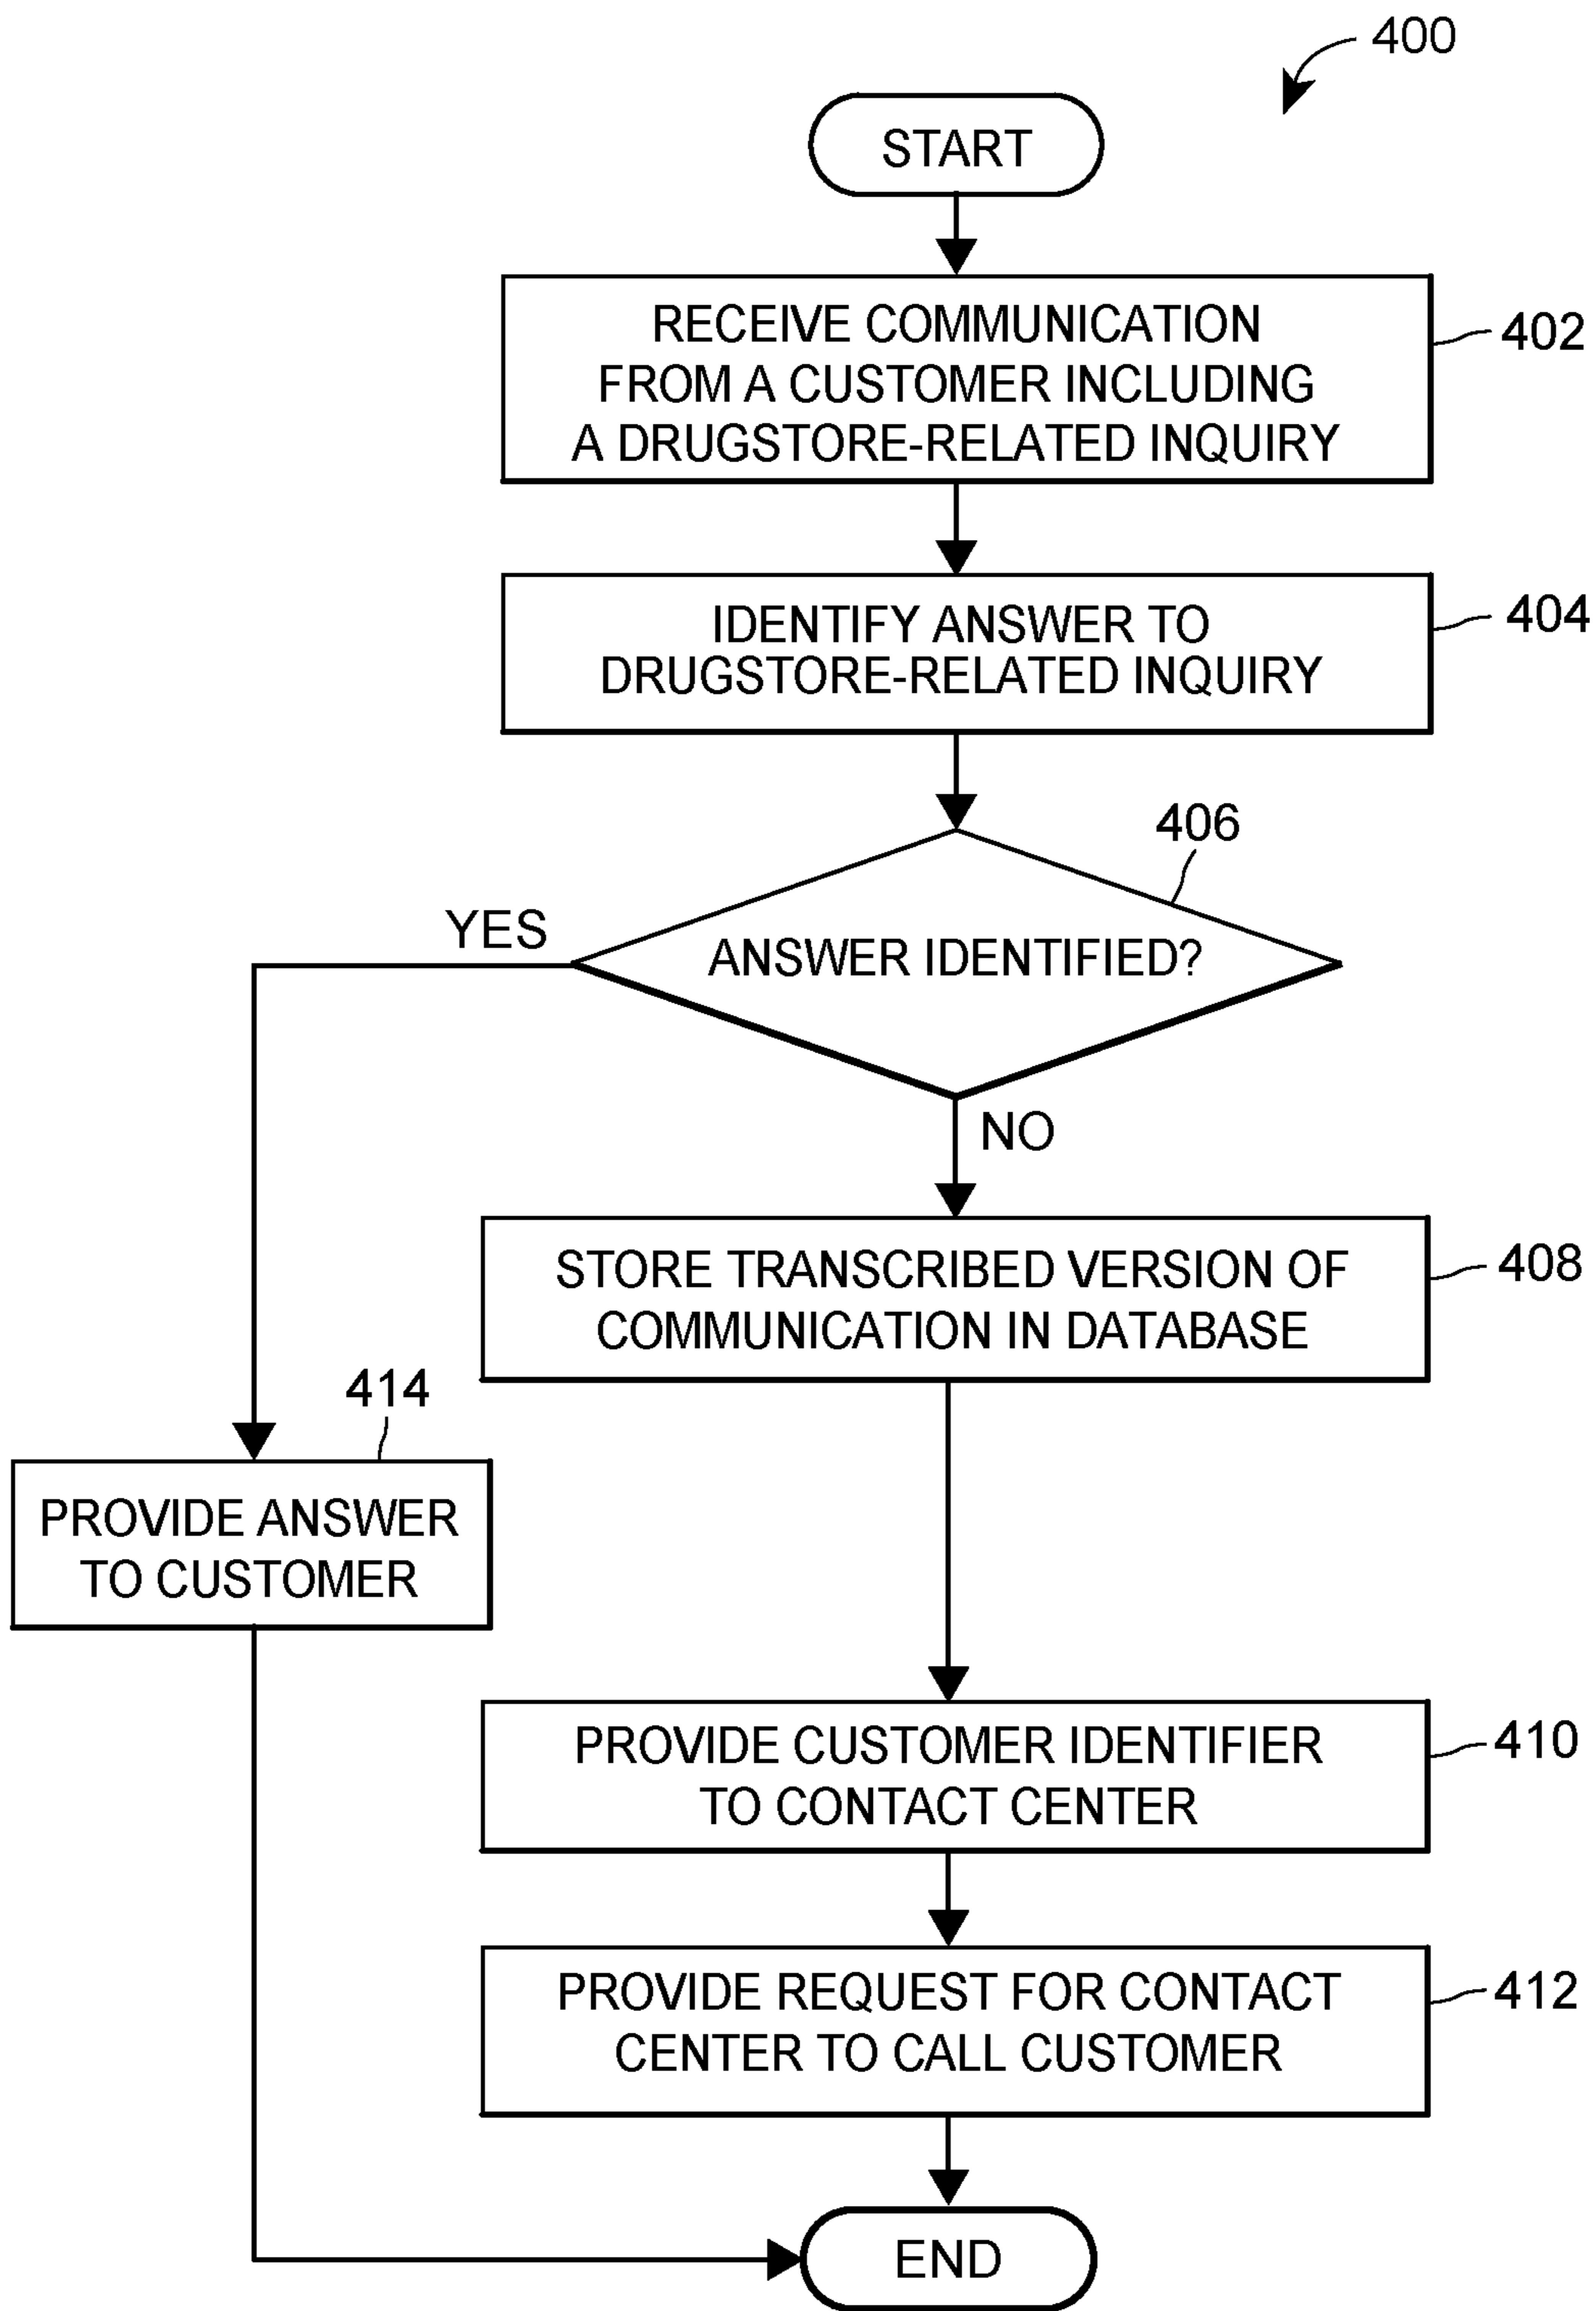 400
START
RECEIVE COMMUNICATION
FROM A CUSTOMER INCLUDING
A DRUGSTORE-RELATED INQUIRY
402
IDENTIFY ANSWER TO
DRUGSTORE-RELATED INQUIRY
404
406
YES
ANSWER IDENTIFIED?
NO
STORE TRANSCRIBED VERSION OF
COMMUNICATION IN DATABASE
408
414
PROVIDE ANSWER
TO CUSTOMER
PROVIDE CUSTOMER IDENTIFIER
TO CONTACT CENTER
410
PROVIDE REQUEST FOR CONTACT
CENTER TO CALL CUSTOMER
412
END